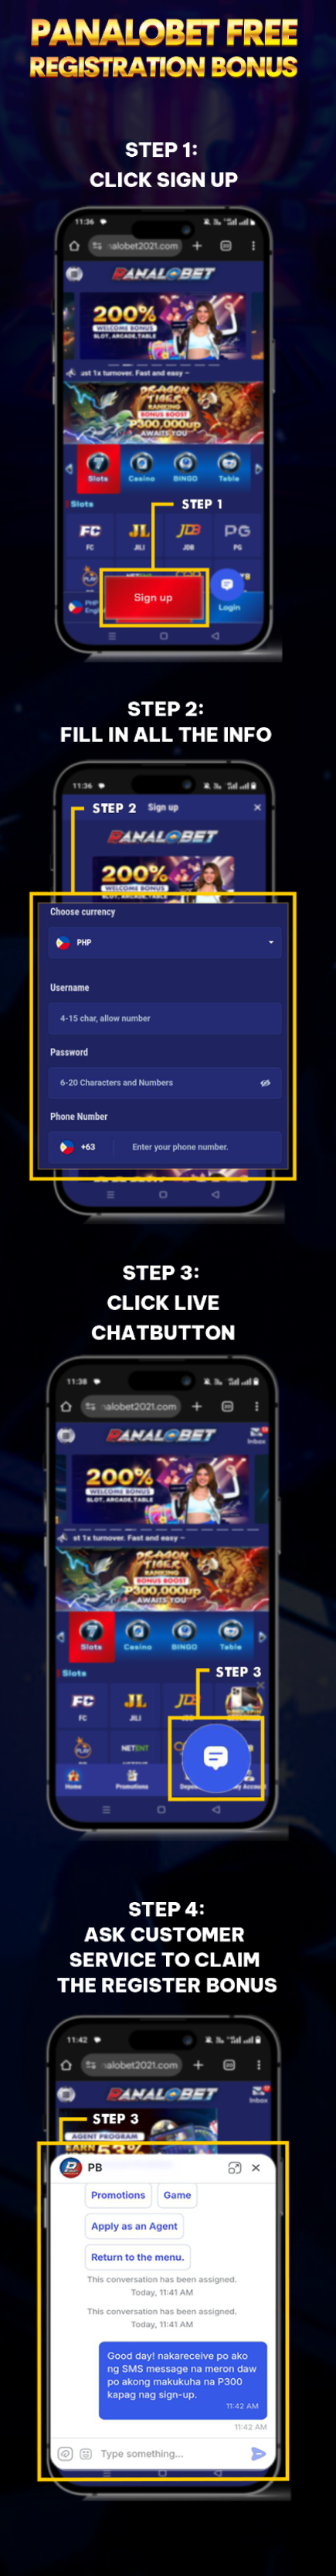 PANALOBET FREE
REGISTRATION BONUS
STEP 1:
CLICK SIGN UP
11:36
alobet2021.com
PANALOBET
200%
WELCOME BONUS
SLOT, ARCADE,TABLE
ust 1x turnover. Fast and easy ~
DRAGON
TIGER
RANKING
BONUS BOOST
₱300,000up
AWAITS YOU
Slots
Casino
BINGO
Table
Slots
STEP 1
FC
JILI
JDB
PG
FC
JILI
JDB
PG
Sign up
Login
STEP 2:
FILL IN ALL THE INFO
11:36
STEP 2
Sign up
PANALOBET
200%
WELCOME BONUS
Choose currency
PHP
Username
4-15 char, allow number
Password
6-20 Characters and Numbers
Phone Number
+63
Enter your phone number.
STEP 3:
CLICK LIVE
CHATBUTTON
11:38
alobet2021.com
PANALOBET
Inbox
200%
WELCOME BONUS
SLOT, ARCADE,TABLE
st 1x turnover. Fast and easy ~
DRAGON
TIGER
RANKING
BONUS BOOST
₱300,000up
AWAITS YOU
Slots
Casino
BINGO
Table
Slots
STEP 3
FC
JILI
FC
JILI
NETENT
Home
Promotions
STEP 4:
ASK CUSTOMER
SERVICE TO CLAIM
THE REGISTER BONUS
11:42
alobet2021.com
PANALOBET
Inbox
STEP 3
AGENT PROGRAM
PB
Promotions
Game
Apply as an Agent
Return to the menu.
This conversation has been assigned.
Today, 11:41 AM
This conversation has been assigned.
Today, 11:41 AM
Good day! nakareceive po ako
ng SMS message na meron daw
po akong makukuha na P300
kapag nag sign-up.
11:42 AM
11:42 AM
Type something...